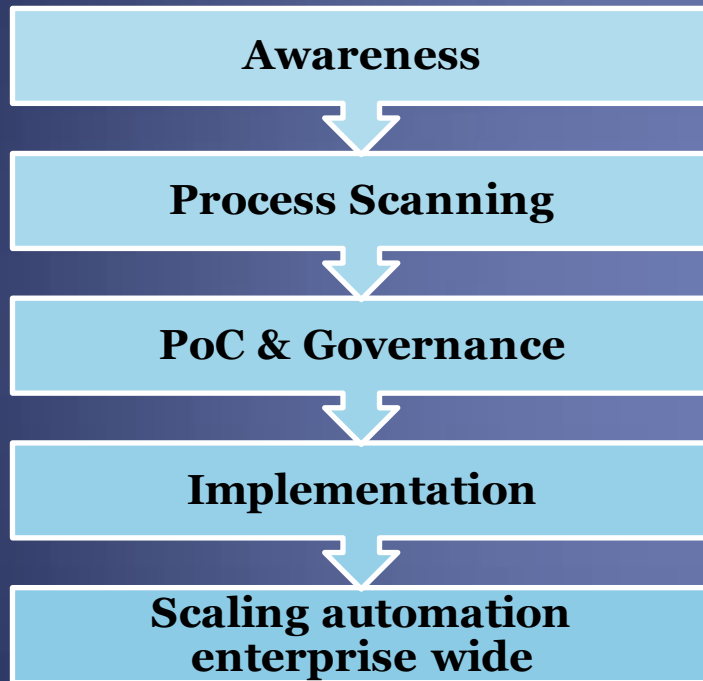 Awareness
Process Scanning
PoC & Governance
Implementation
Scaling automation
enterprise wide